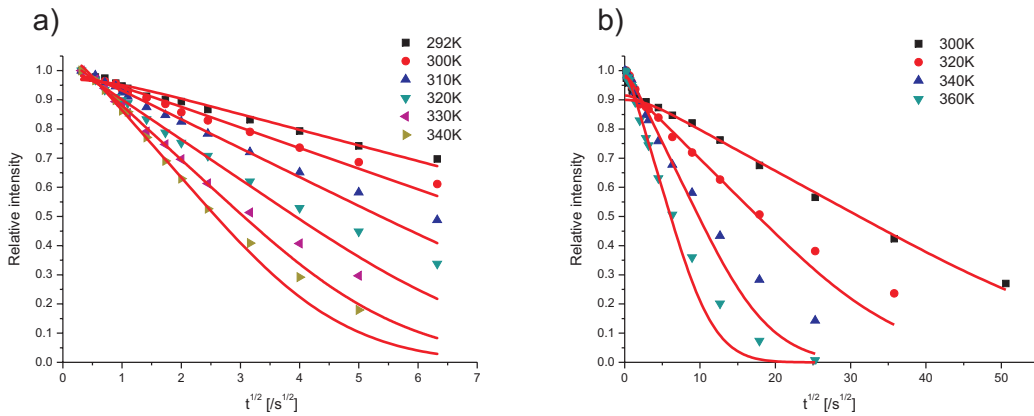 a)
292K
300K
310K
320K
330K
340K
1.0
0.9
0.8
0.7
0.6
0.5
0.4
0.3
0.2
0.1
0.0
Relative intensity
0 1 2 3 4 5 6 7
t^1/2 [/s^1/2]
b)
300K
320K
340K
360K
1.0
0.9
0.8
0.7
0.6
0.5
0.4
0.3
0.2
0.1
0.0
Relative intensity
0 10 20 30 40 50
t^1/2 [/s^1/2]